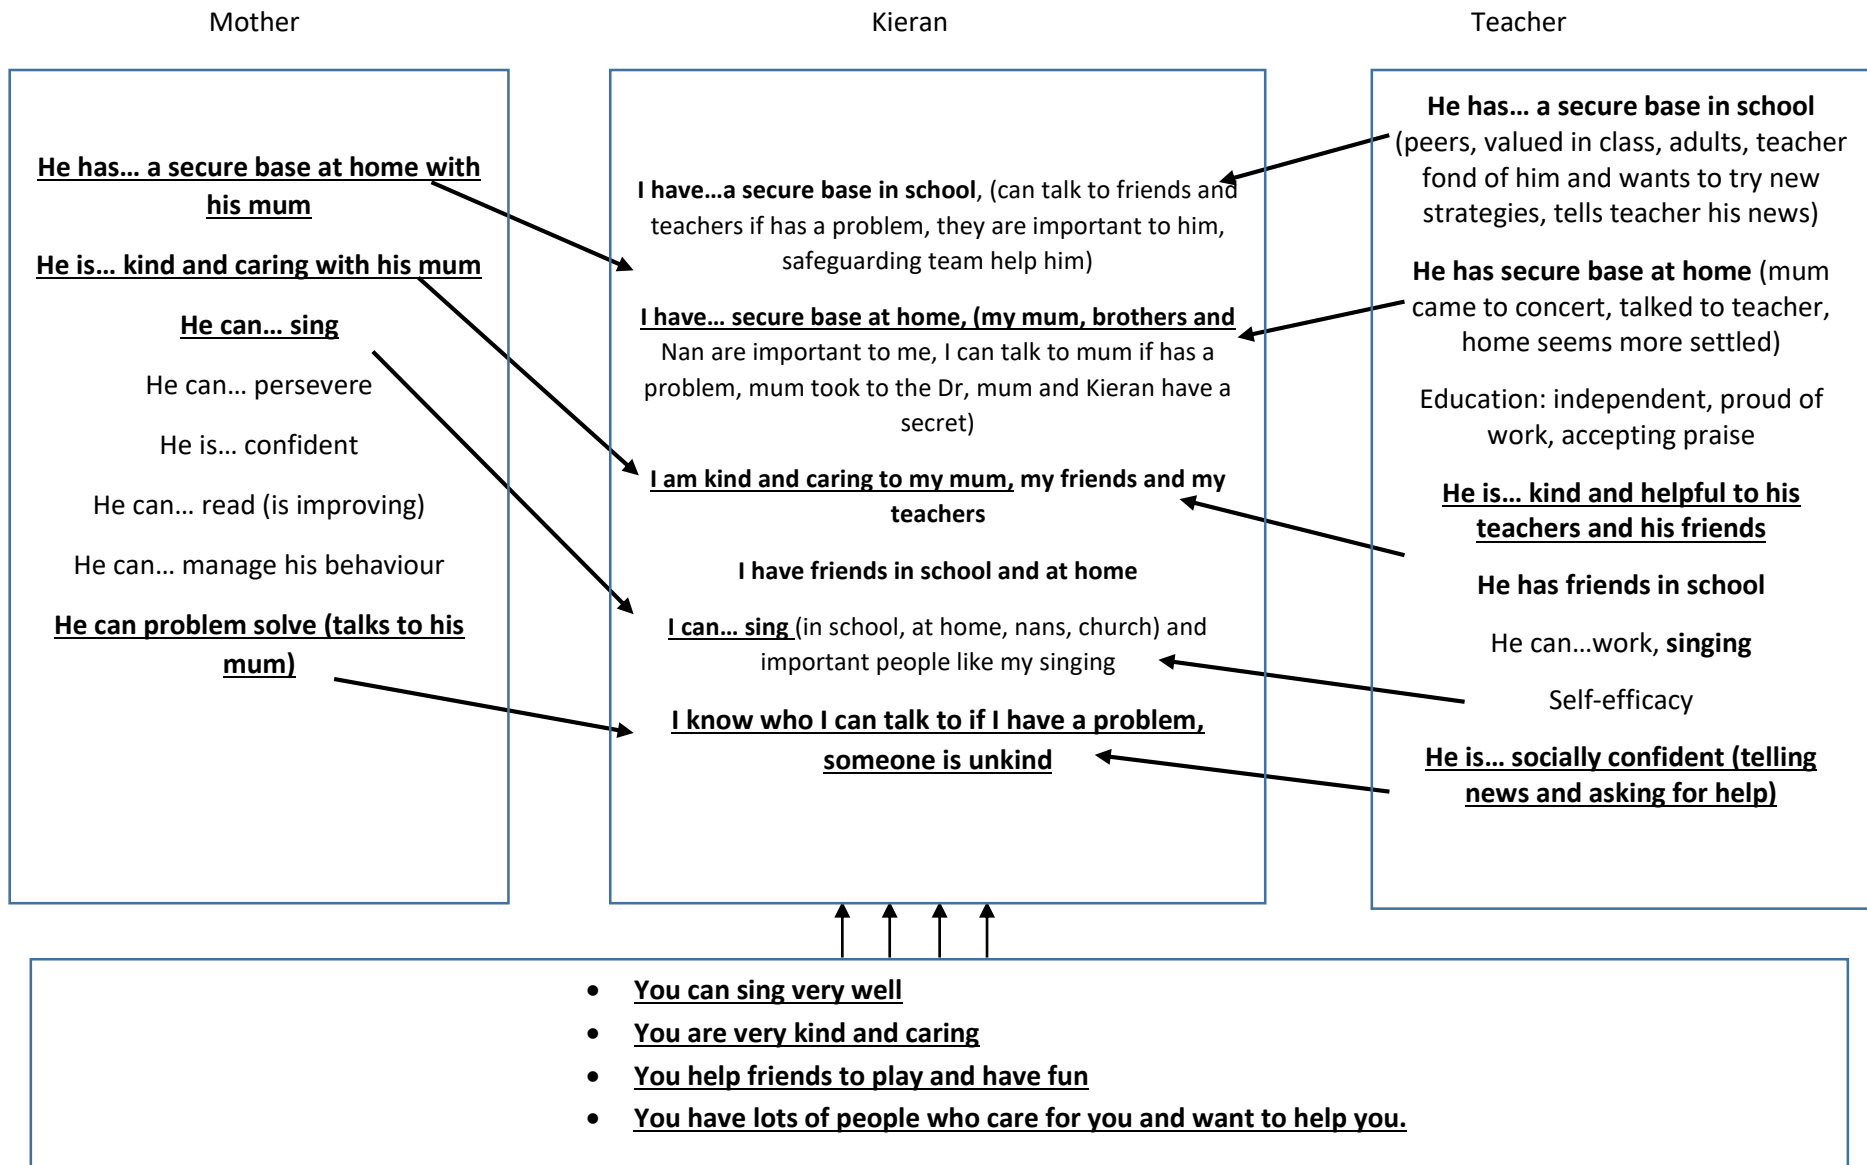 Mother
Kieran
Teacher
He has… a secure base at home with
his mum
He is… kind and caring with his mum
He can… sing
He can… persevere
He is… confident
He can… read (is improving)
He can… manage his behaviour
He can problem solve (talks to his
mum)
I have…a secure base in school, (can talk to friends and
teachers if has a problem, they are important to him,
safeguarding team help him)
I have… secure base at home, (my mum, brothers and
Nan are important to me, I can talk to mum if has a
problem, mum took to the Dr, mum and Kieran have a
secret)
I am kind and caring to my mum, my friends and my
teachers
I have friends in school and at home
I can… sing (in school, at home, nans, church) and
important people like my singing
I know who I can talk to if I have a problem,
someone is unkind
He has… a secure base in school
(peers, valued in class, adults, teacher
fond of him and wants to try new
strategies, tells teacher his news)
He has secure base at home (mum
came to concert, talked to teacher,
home seems more settled)
Education: independent, proud of
work, accepting praise
He is… kind and helpful to his
teachers and his friends
He has friends in school
He can…work, singing
Self-efficacy
He is… socially confident (telling
news and asking for help)
• You can sing very well
• You are very kind and caring
• You help friends to play and have fun
• You have lots of people who care for you and want to help you.